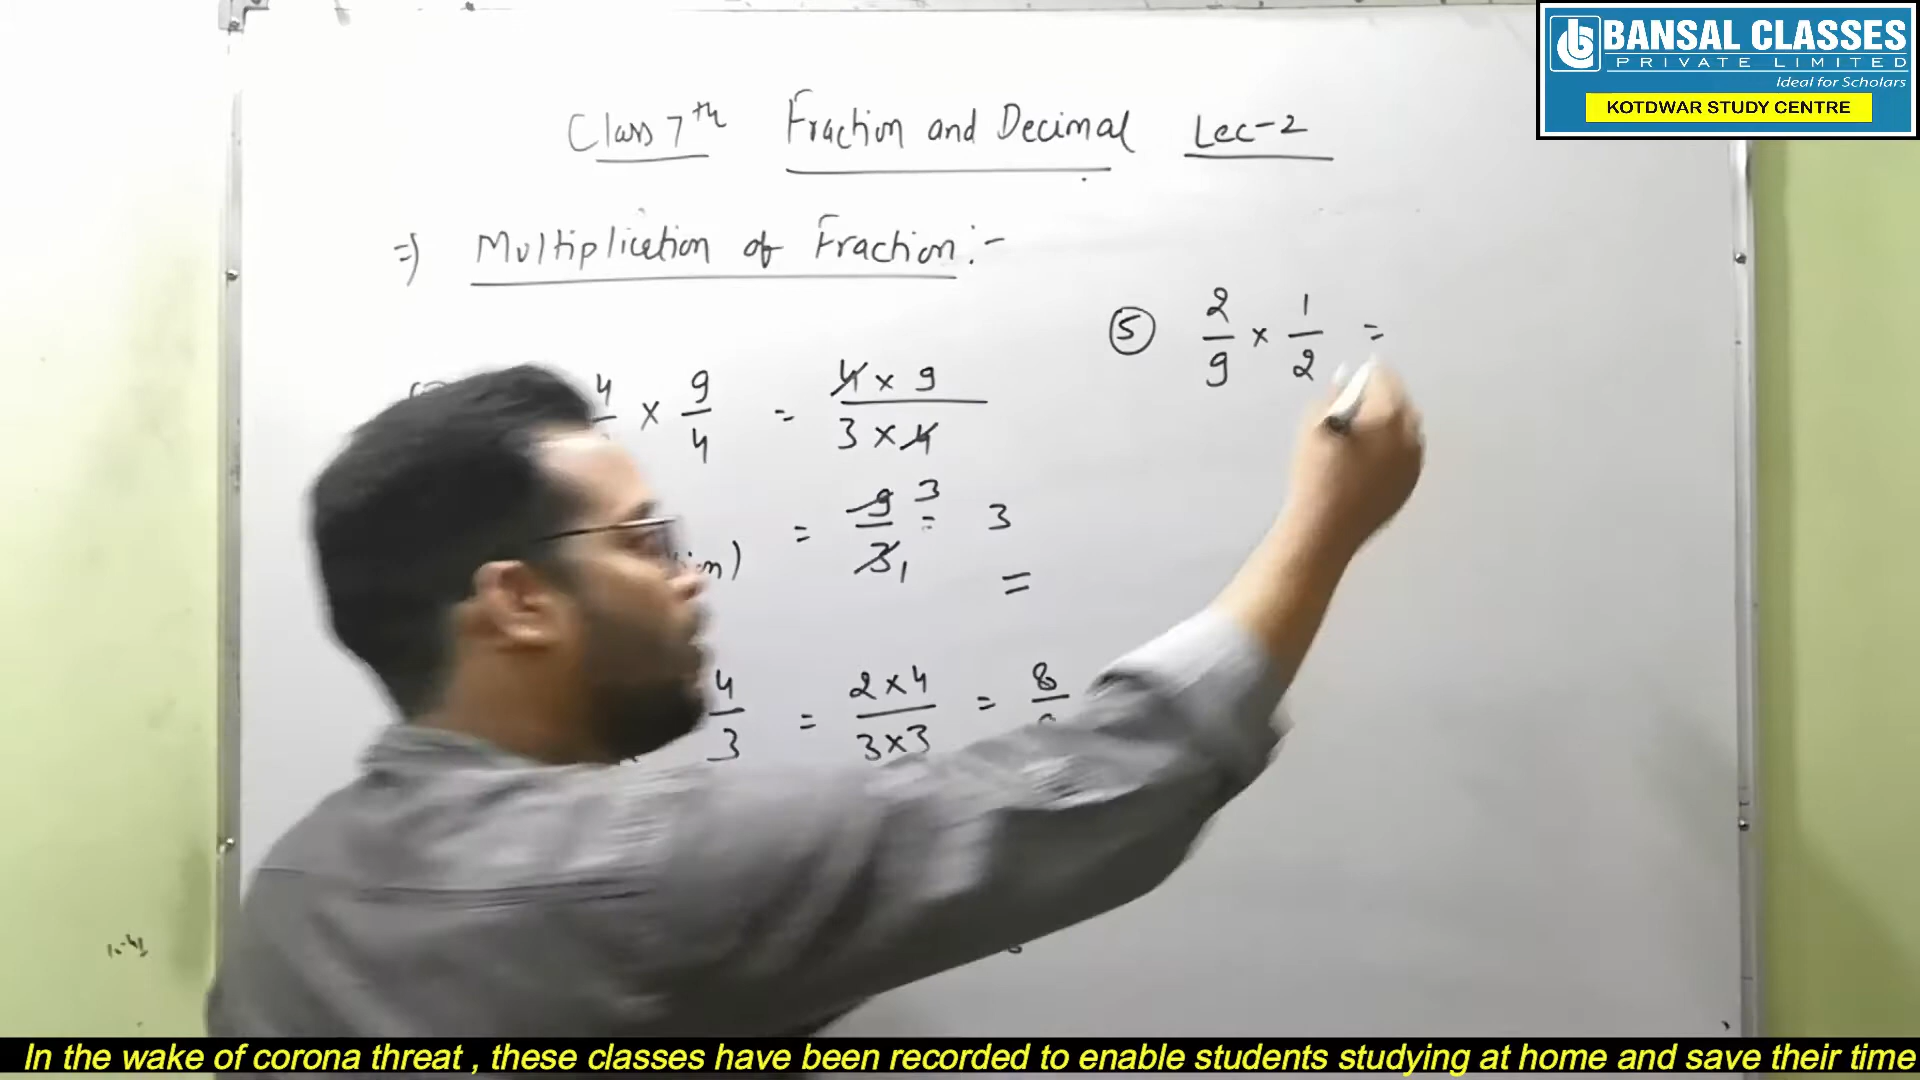 BANSAL CLASSES
PRIVATE LIMITED
Ideal for Scholars
KOTDWAR STUDY CENTRE
Class 7th Fraction and Decimal Lec-2
=) Multiplication of Fraction :-
4 × 9/4 = 4 × 9 / 3 × 4
= 9/3 3 1 = 3
=
4/3 = 2×4 / 3×3 = 8
⑤ 2/9 × 1/2 =
In the wake of corona threat , these classes have been recorded to enable students studying at home and save their time